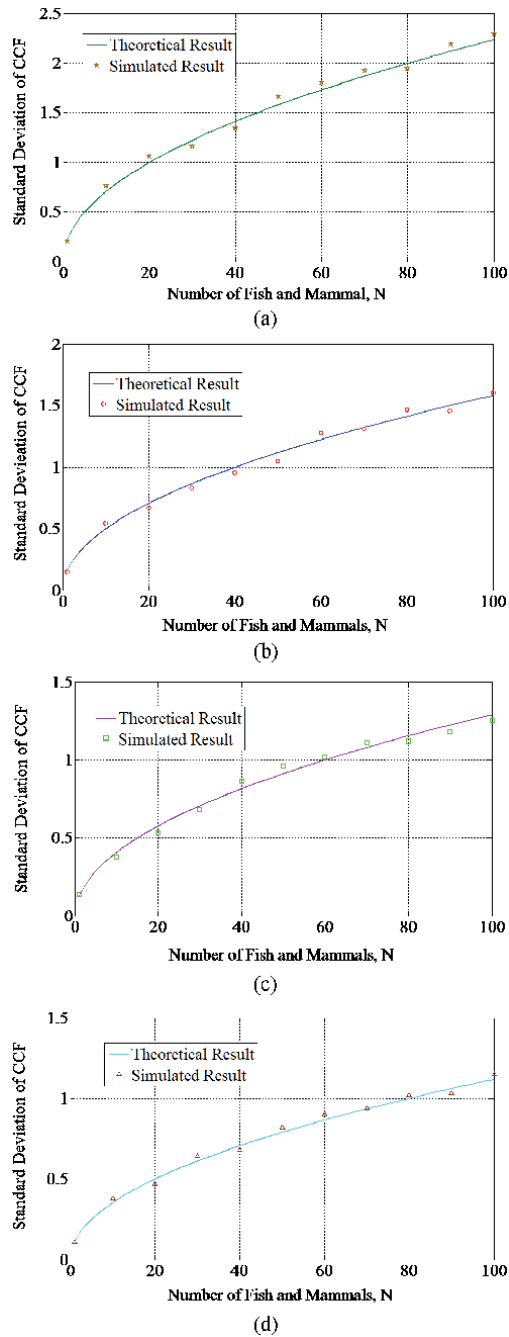 2.5
2
1.5
1
0.5
0
Standard Deviation of CCF
Theoretical Result
Simulated Result
0 20 40 60 80 100
Number of Fish and Mammal, N
(a)
2
1.5
1
0.5
0
Standard Devieation of CCF
Theoretical Result
Simulated Result
0 20 40 60 80 100
Number of Fish and Mammals, N
(b)
1.5
1
0.5
0
Standard Deviation of CCF
Theoretical Result
Simulated Result
0 20 40 60 80 100
Number of Fish and Mammals, N
(c)
1.5
1
0.5
0
Standard Deviation of CCF
Theoretical Result
Simulated Result
0 20 40 60 80 100
Number of Fish and Mammals, N
(d)